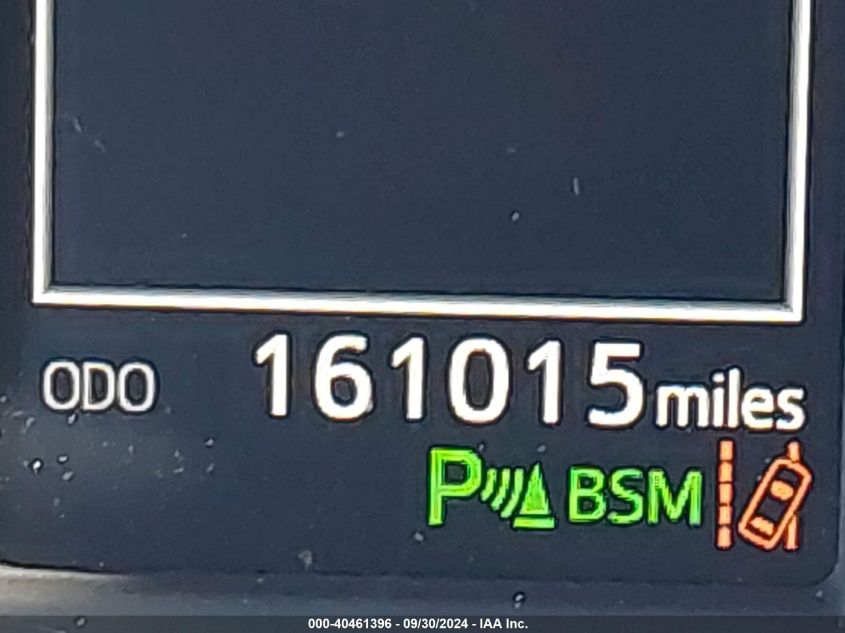 ODO 161015 miles
P BSM
000-40461396 - 09/30/2024 - IAA Inc.